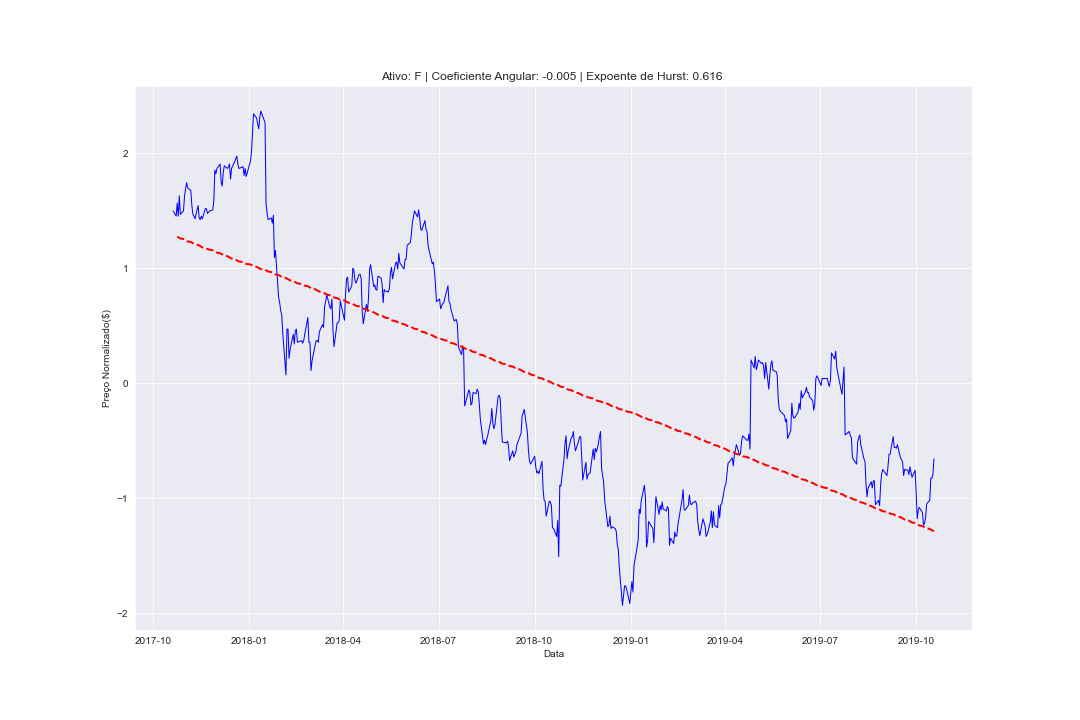 Ativo: F | Coeficiente Angular: -0.005 | Expoente de Hurst: 0.616
Preço Normalizado($)
2
1
0
−1
−2
2017-10 2018-01 2018-04 2018-07 2018-10 2019-01 2019-04 2019-07 2019-10
Data